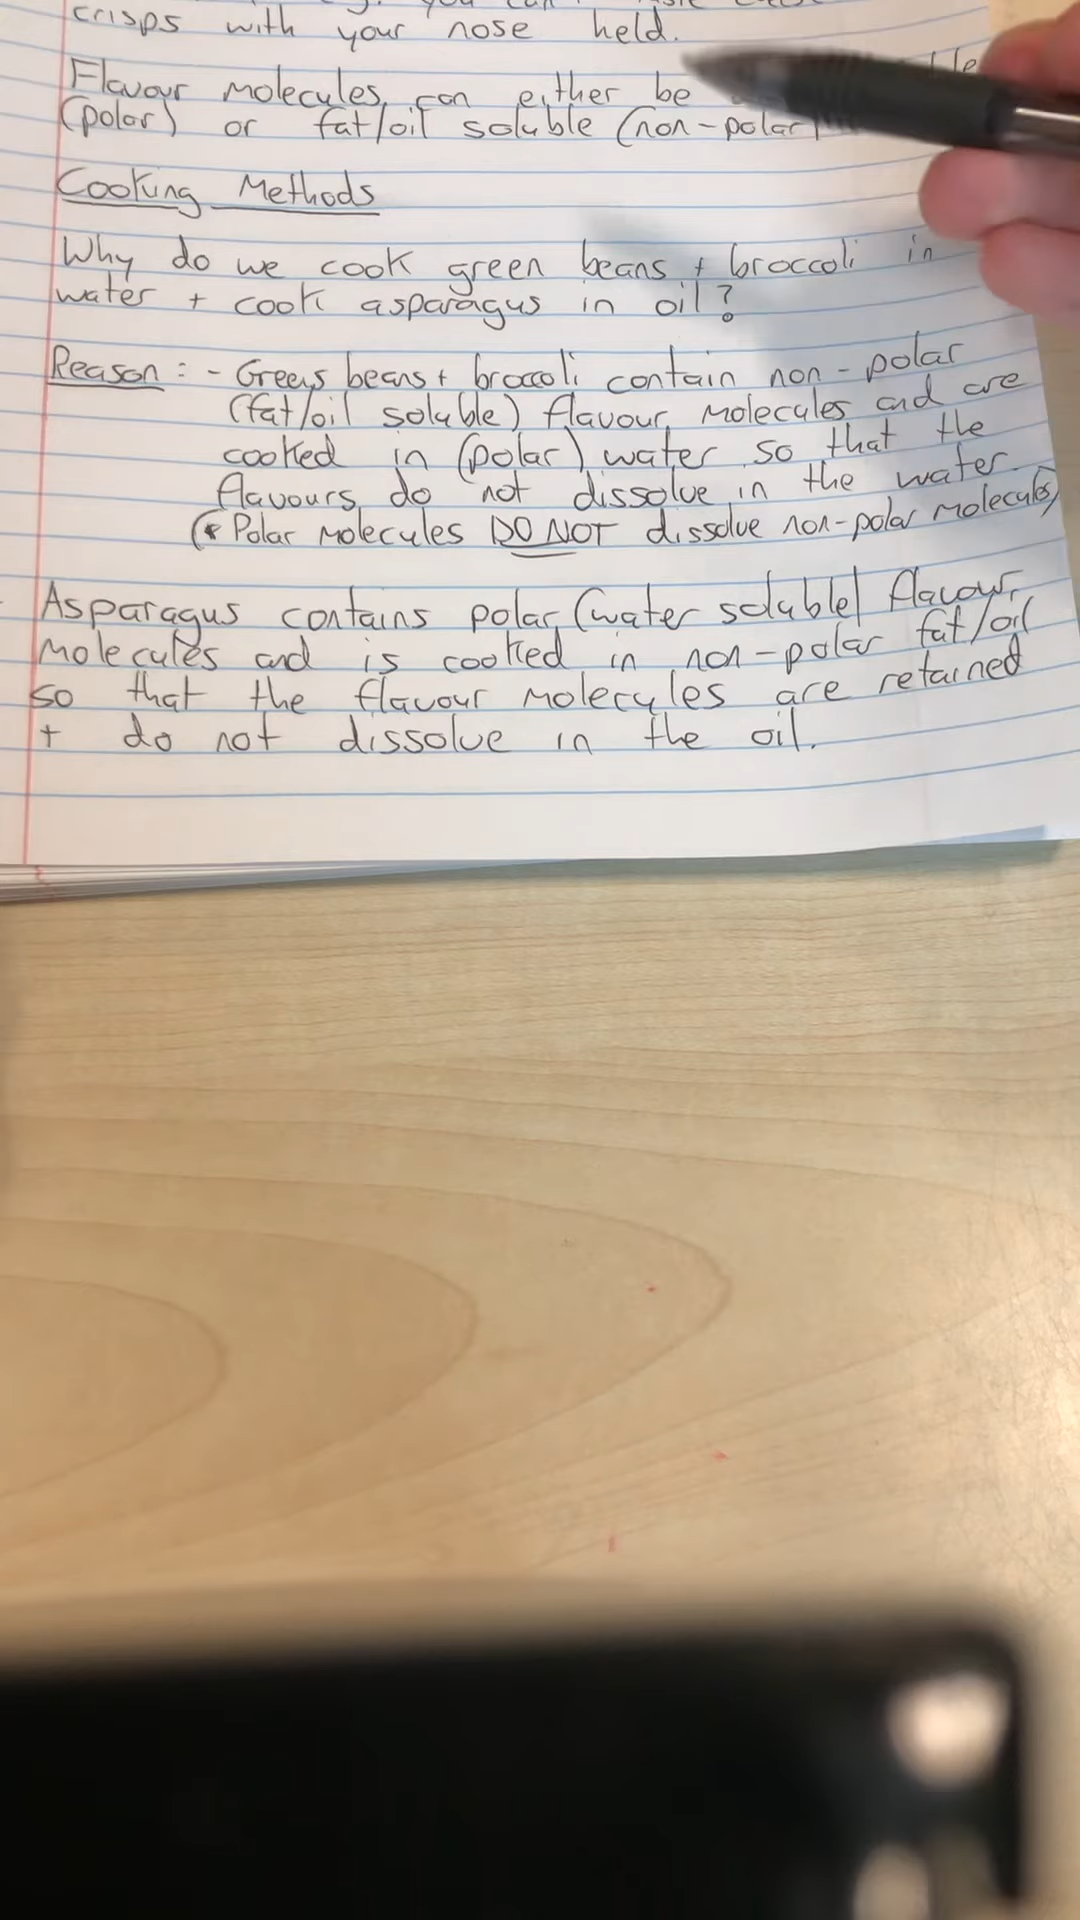 crisps with your nose held.
Flavour molecules can either be
(polar) or fat/oil soluble (non-polar)
Cooking Methods
Why do we cook green beans + broccoli in
water + cook asparagus in oil?
Reason : - Greens beans + broccoli contain non-polar
(fat/oil soluble) flavour molecules and are
cooked in (polar) water so that the
flavours do not dissolve in the water.
(* Polar molecules DO NOT dissolve non-polar molecules)
Asparagus contains polar (water soluble) flavour
molecules and is cooked in non-polar fat/oil
so that the flavour molecules are retained
+ do not dissolve in the oil.